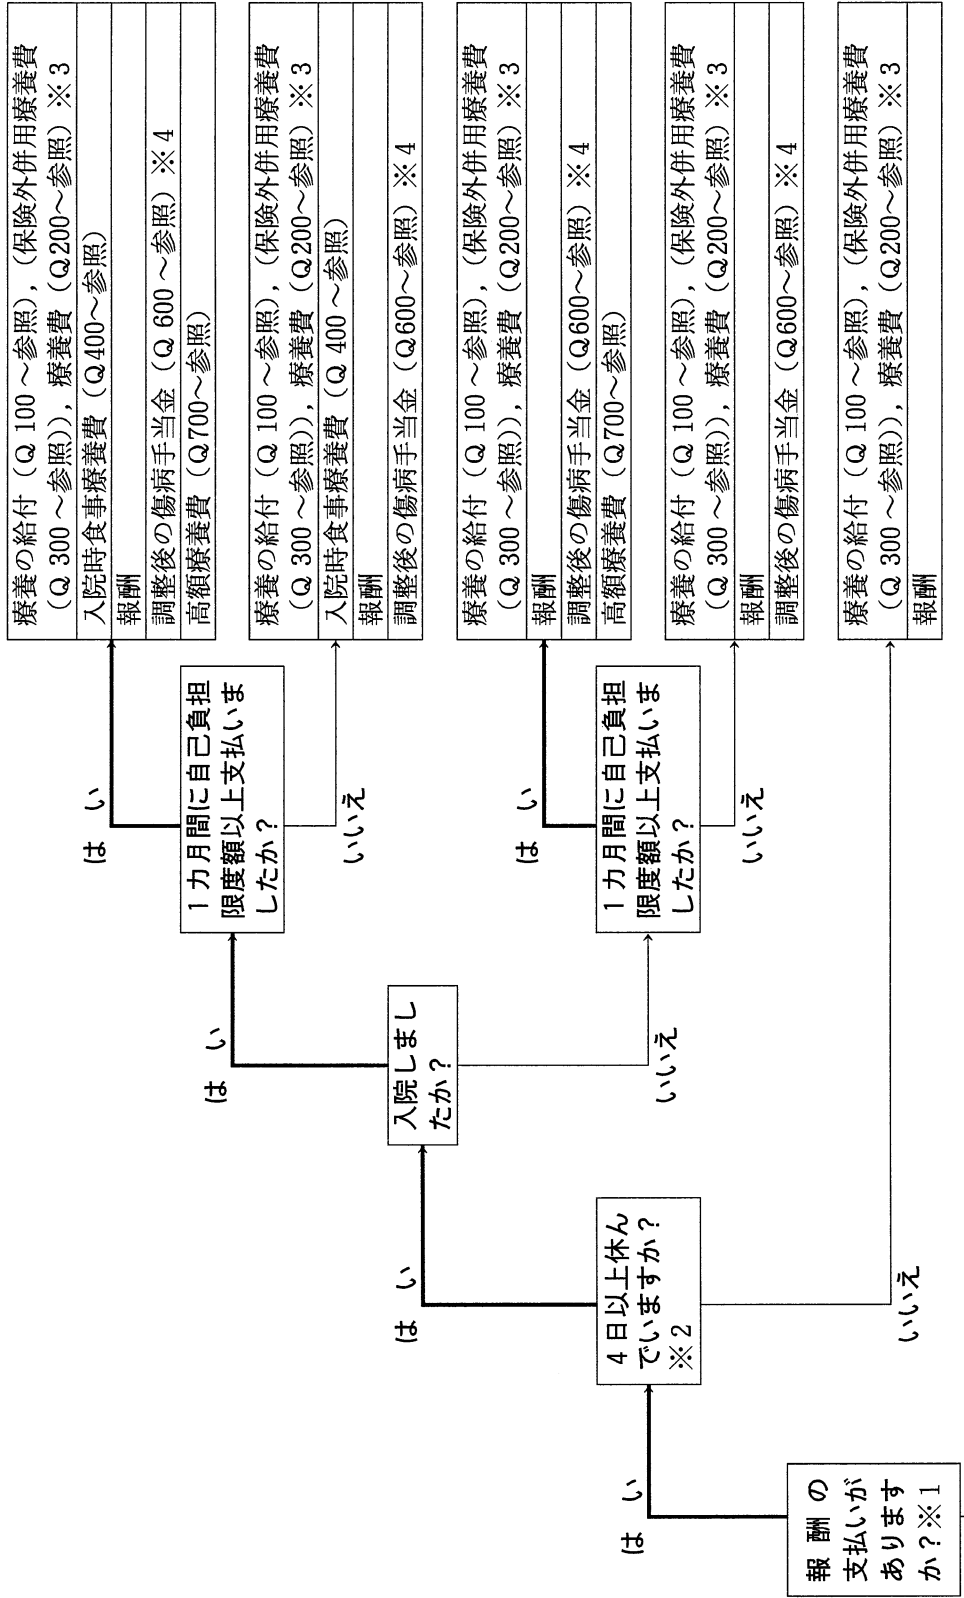 報酬の
支払いが
あります
か？※1
はい
4日以上休ん
でいますか？
※2
はい
いいえ
入院しまし
たか？
はい
いいえ
1カ月間に自己負担
限度額以上支払いま
したか？
はい
いいえ
1カ月間に自己負担
限度額以上支払いま
したか？
はい
いいえ
療養の給付（Q 100～参照），（保険外併用療養費
（Q 300～参照）），療養費（Q200～参照）※3
入院時食事療養費（Q400～参照）
報酬
調整後の傷病手当金（Q 600～参照）※4
高額療養費（Q700～参照）
療養の給付（Q 100～参照），（保険外併用療養費
（Q 300～参照）），療養費（Q200～参照）※3
入院時食事療養費（Q 400～参照）
報酬
調整後の傷病手当金（Q600～参照）※4
療養の給付（Q 100～参照），（保険外併用療養費
（Q 300～参照）），療養費（Q200～参照）※3
報酬
調整後の傷病手当金（Q600～参照）※4
高額療養費（Q700～参照）
療養の給付（Q 100～参照），（保険外併用療養費
（Q 300～参照）），療養費（Q200～参照）※3
報酬
調整後の傷病手当金（Q600～参照）※4
療養の給付（Q 100～参照），（保険外併用療養費
（Q 300～参照）），療養費（Q200～参照）※3
報酬